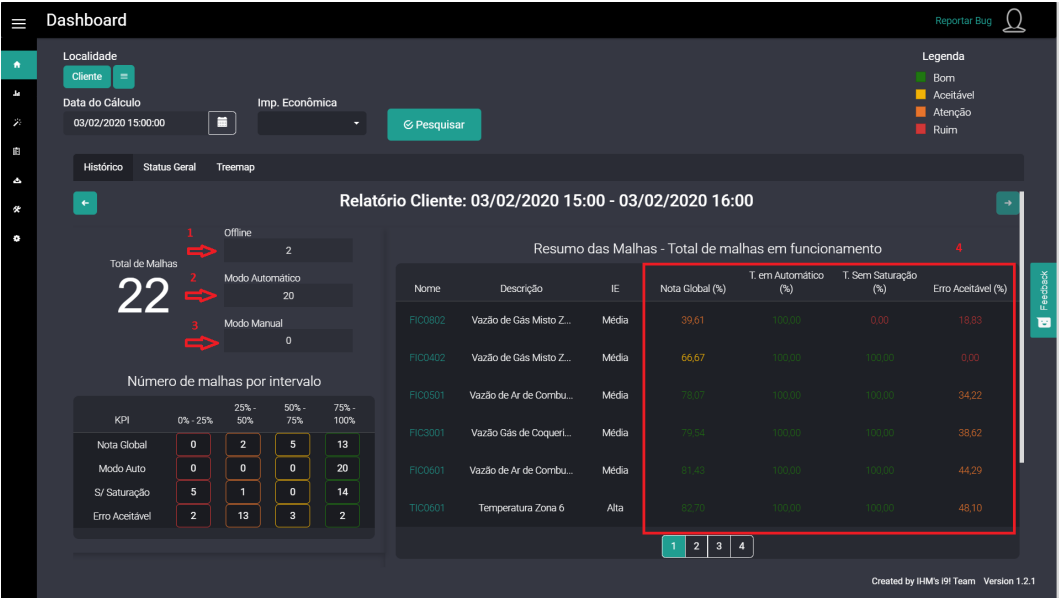 Dashboard
Reportar Bug
Localidade
Cliente
Data do Cálculo
Imp. Econômica
03/02/2020 15:00:00
Pesquisar
Legenda
Bom
Aceitável
Atenção
Ruim
Histórico
Status Geral
Treemap
Relatório Cliente: 03/02/2020 15:00 - 03/02/2020 16:00
Total de Malhas
22
1
Offline
2
2
Modo Automático
20
3
Modo Manual
0
Número de malhas por intervalo
KPI 0% - 25% 25% - 50% 50% - 75% 75% - 100%
Nota Global 0 2 5 13
Modo Auto 0 0 0 20
S/ Saturação 5 1 0 14
Erro Aceitável 2 13 3 2
Resumo das Malhas - Total de malhas em funcionamento
4
Nome Descrição IE Nota Global (%) T. em Automático (%) T. Sem Saturação (%) Erro Aceitável (%)
FIC0802 Vazão de Gás Misto Z... Média 39,61 100,00 0,00 18,83
FIC0402 Vazão de Gás Misto Z... Média 66,67 100,00 100,00 0,00
FIC0501 Vazão de Ar de Combu... Média 78,07 100,00 100,00 34,22
FIC3001 Vazão Gás de Coqueri... Média 79,54 100,00 100,00 38,62
FIC0601 Vazão de Ar de Combu... Média 81,43 100,00 100,00 44,29
TIC0601 Temperatura Zona 6 Alta 82,70 100,00 100,00 48,10
1 2 3 4
Feedback
Created by IHM's i9! Team Version 1.2.1